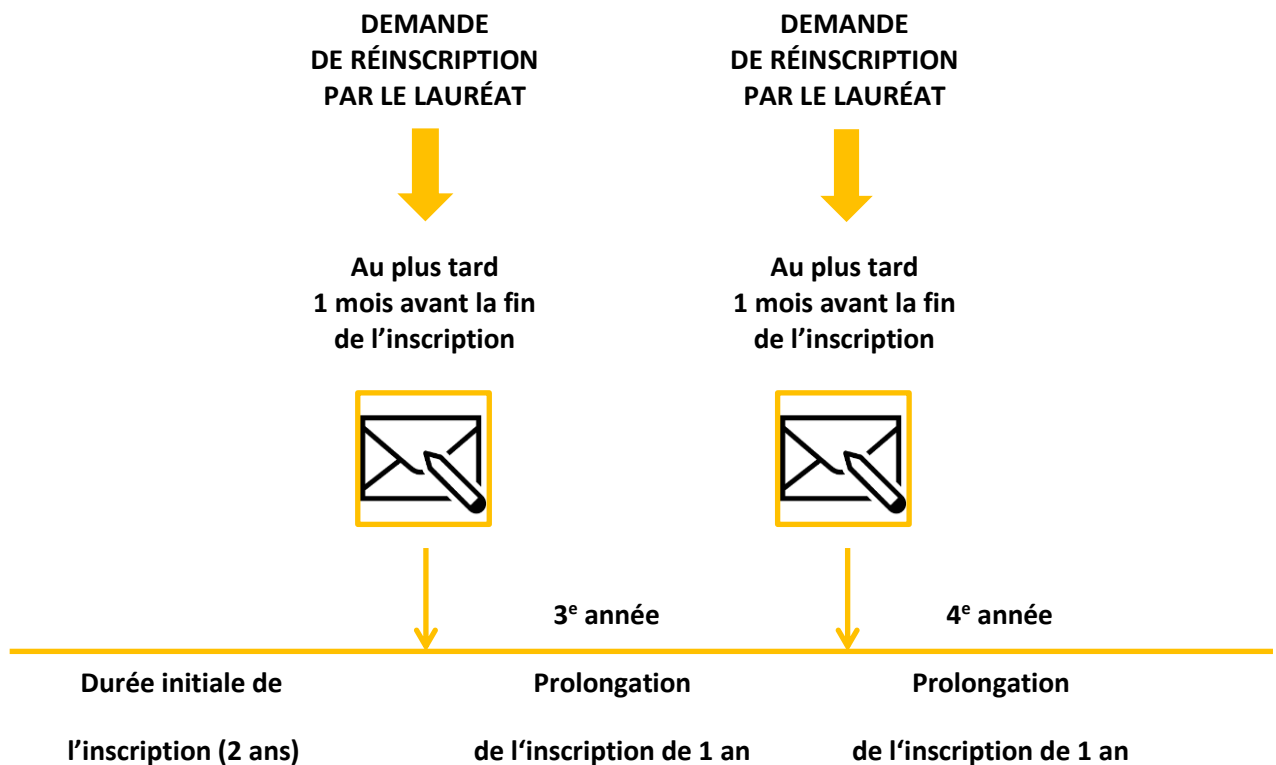 DEMANDE
DE RÉINSCRIPTION
PAR LE LAURÉAT
Au plus tard
1 mois avant la fin
de l’inscription
DEMANDE
DE RÉINSCRIPTION
PAR LE LAURÉAT
Au plus tard
1 mois avant la fin
de l’inscription
3e année
4e année
Durée initiale de
l’inscription (2 ans)
Prolongation
de l‘inscription de 1 an
Prolongation
de l‘inscription de 1 an